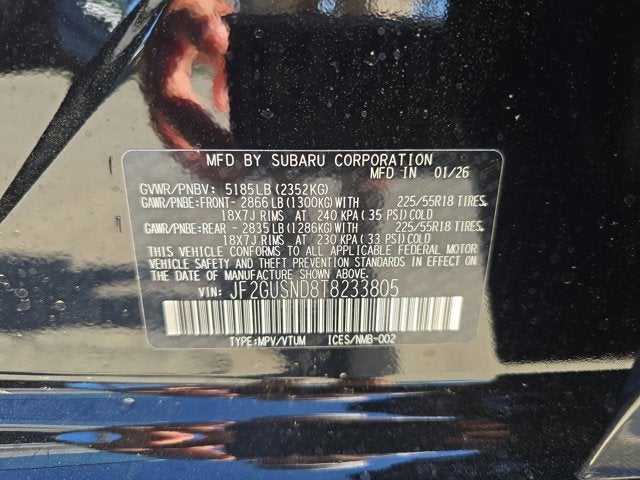 MFD BY SUBARU CORPORATION
MFD IN 01/26
GVWR/PNBV: 5185LB (2352KG)
GAWR/PNBE:FRONT- 2866 LB (1300KG) WITH 225/55R18 TIRES,
18X7J RIMS AT 240 KPA (35 PSI) COLD
GAWR/PNBE:REAR - 2835 LB (1286KG) WITH 225/55R18 TIRES,
18X7J RIMS AT 230 KPA (33 PSI) COLD
THIS VEHICLE CONFORMS TO ALL APPLICABLE FEDERAL MOTOR
VEHICLE SAFETY AND THEFT PREVENTION STANDARDS IN EFFECT ON
THE DATE OF MANUFACTURE SHOWN ABOVE.
VIN: JF2GUSND8T8233805
TYPE:MPV/VTUM ICES/NMB-002